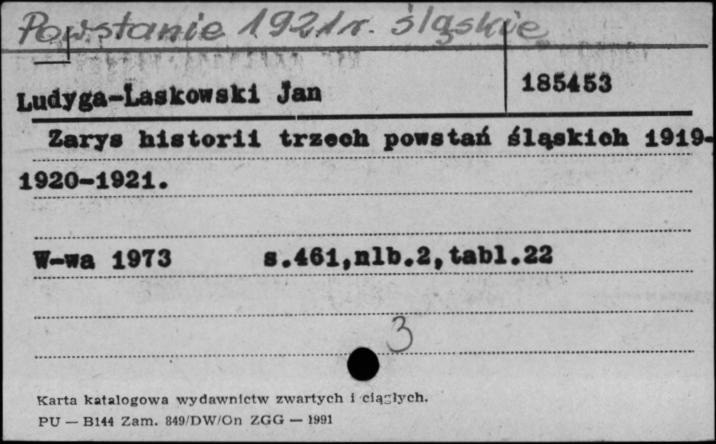 Powstanie 1921r. śląskie
Ludyga-Laskowski Jan
185453
Zarys historii trzech powstań śląskich 1919-
1920-1921.
W-wa 1973 s.461,nlb.2,tabl.22
3
Karta katalogowa wydawnictw zwartych i ciągłych.
PU — B144 Zam. 849/DW/On ZGG — 1991